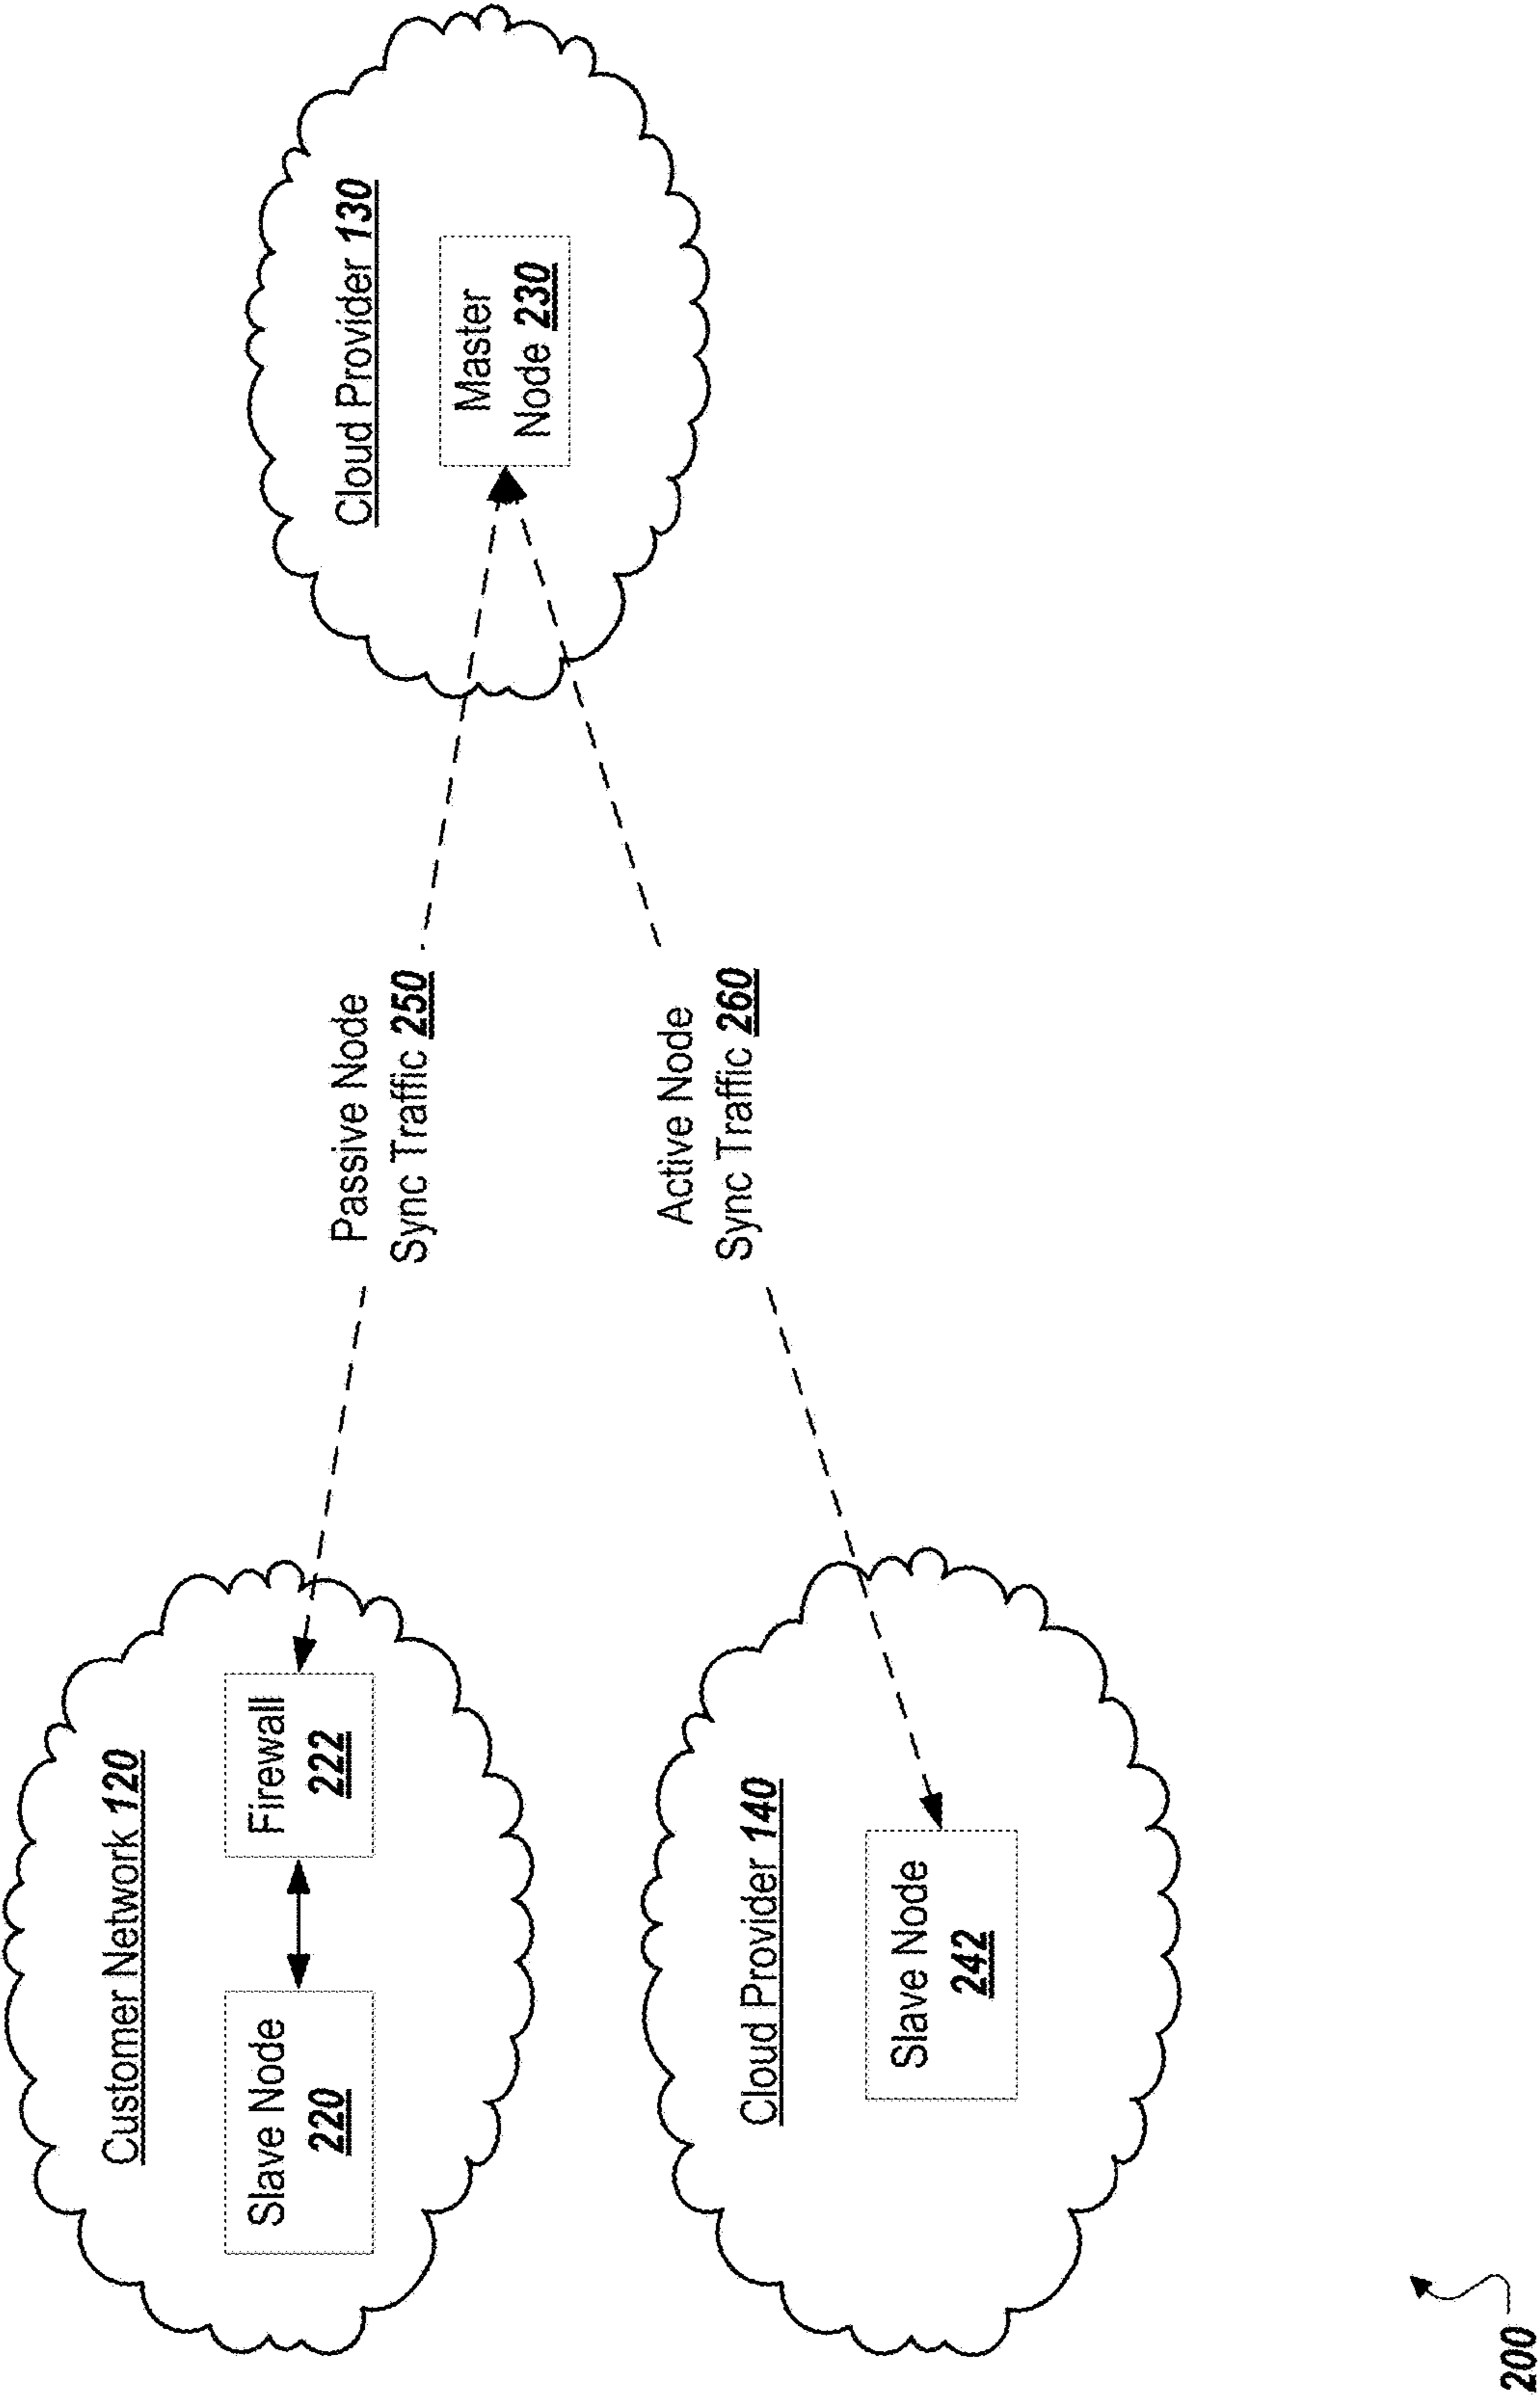 Customer Network 120
Slave Node
220
Firewall
222
Passive Node
Sync Traffic 250
Cloud Provider 130
Master
Node 230
Active Node
Sync Traffic 260
Cloud Provider 140
Slave Node
242
200